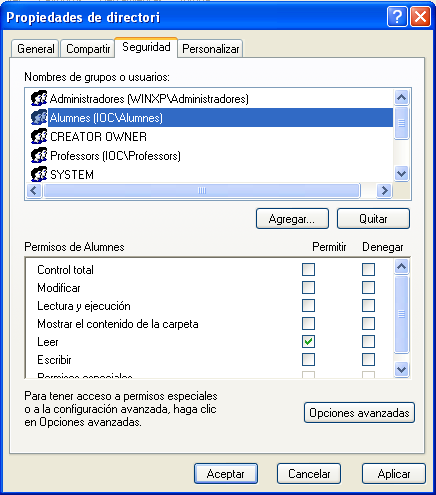 Propiedades de directori
General Compartir Seguridad Personalizar
Nombres de grupos o usuarios:
Administradores (WINXP\Administradores)
Alumnes (IOC\Alumnes)
CREATOR OWNER
Professors (IOC\Professors)
SYSTEM
Agregar... Quitar
Permisos de Alumnes Permitir Denegar
Control total
Modificar
Lectura y ejecución
Mostrar el contenido de la carpeta
Leer
Escribir
Permisos especiales
Para tener acceso a permisos especiales
o a la configuración avanzada, haga clic
en Opciones avanzadas.
Opciones avanzadas
Aceptar Cancelar Aplicar